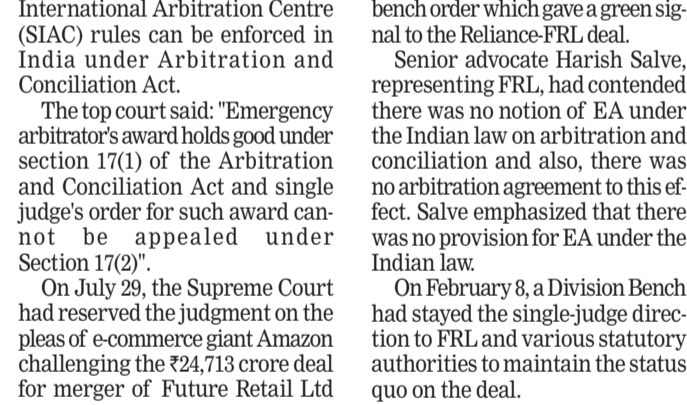 International Arbitration Centre
(SIAC) rules can be enforced in
India under Arbitration and
Conciliation Act.
The top court said: "Emergency
arbitrator's award holds good under
section 17(1) of the Arbitration
and Conciliation Act and single
judge's order for such award can-
not be appealed under
Section 17(2)".
On July 29, the Supreme Court
had reserved the judgment on the
pleas of e-commerce giant Amazon
challenging the ₹24,713 crore deal
for merger of Future Retail Ltd
bench order which gave a green sig-
nal to the Reliance-FRL deal.
Senior advocate Harish Salve,
representing FRL, had contended
there was no notion of EA under
the Indian law on arbitration and
conciliation and also, there was
no arbitration agreement to this ef-
fect. Salve emphasized that there
was no provision for EA under the
Indian law.
On February 8, a Division Bench
had stayed the single-judge direc-
tion to FRL and various statutory
authorities to maintain the status
quo on the deal.